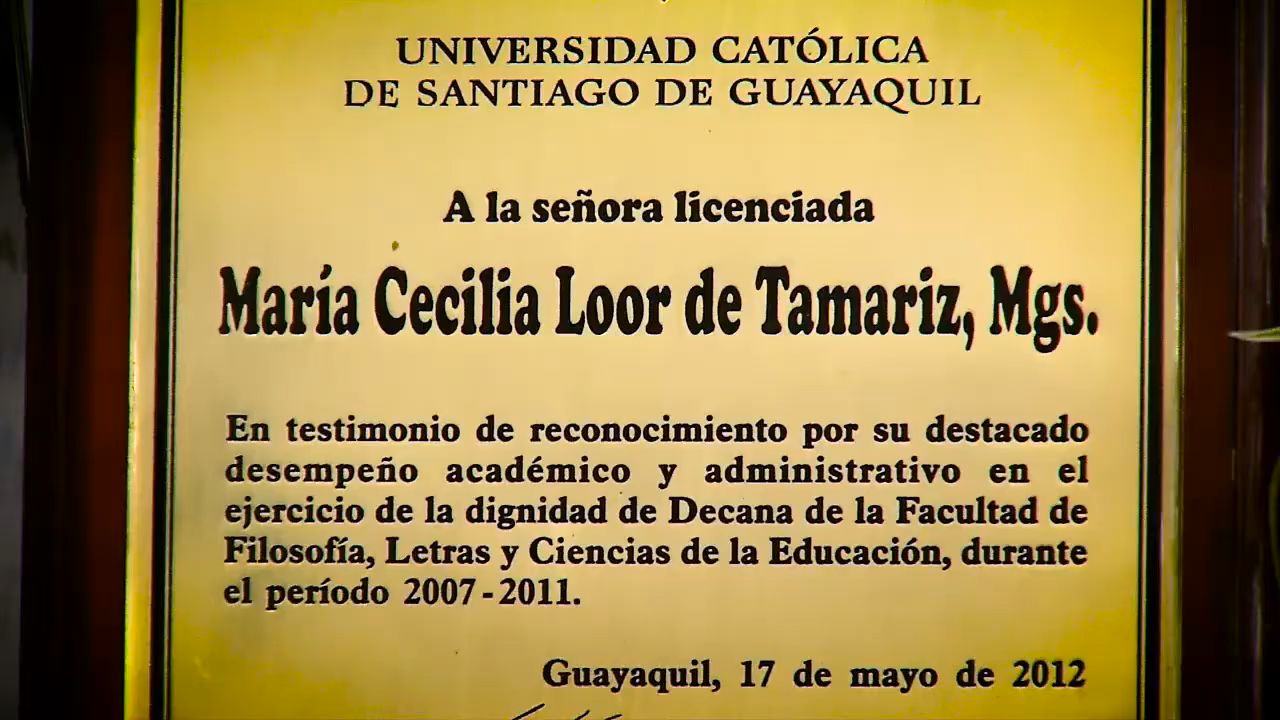 UNIVERSIDAD CATÓLICA
DE SANTIAGO DE GUAYAQUIL
A la señora licenciada
María Cecilia Loor de Tamariz, Mgs.
En testimonio de reconocimiento por su destacado
desempeño académico y administrativo en el
ejercicio de la dignidad de Decana de la Facultad de
Filosofía, Letras y Ciencias de la Educación, durante
el período 2007-2011.
Guayaquil, 17 de mayo de 2012